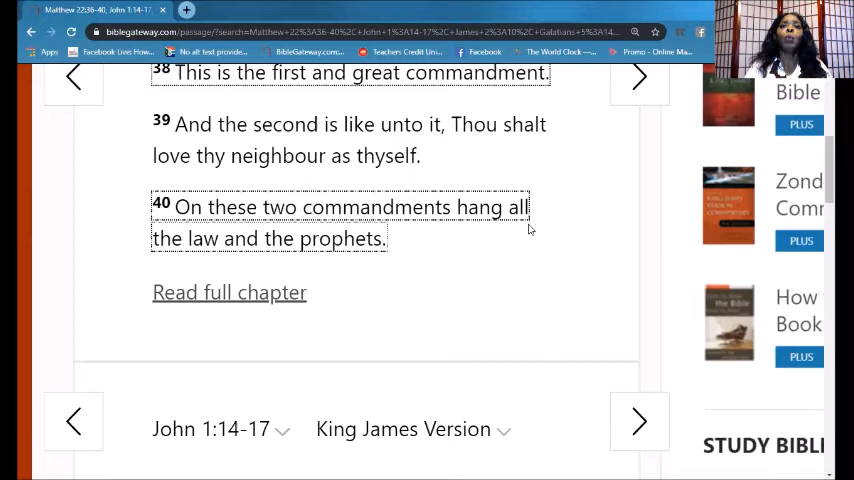 Matthew 22:36-40, John 1:14-17
biblegateway.com/passage/?search=Matthew+22%3A36-40%2C+John+1%3A14-17%2C+James+2%3A10%2C+Galatians+5%3A14...
Apps
Facebook Live: Hows...
No alt text provide...
BibleGateway.com:...
Teachers Credit Uni...
Facebook
The World Clock —...
Promo - Online Ma...
38 This is the first and great commandment.
39 And the second is like unto it, Thou shalt
love thy neighbour as thyself.
40 On these two commandments hang all
the law and the prophets.
Read full chapter
John 1:14-17
King James Version
Bible
PLUS
Zond
Comm
PLUS
How
Book
PLUS
STUDY BIBL